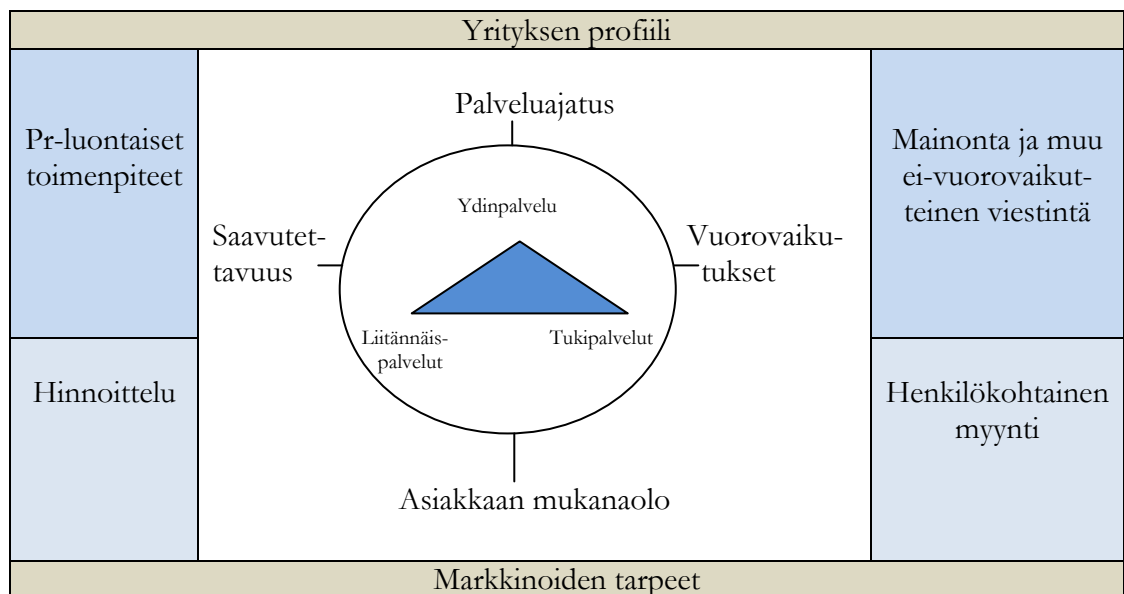 Yrityksen profiili
Pr-luontaiset
toimenpiteet
Palveluajatus
Mainonta ja muu
ei-vuorovaikut-
teinen viestintä
Ydinpalvelu
Saavutet-
tavuus
Vuorovaiku-
tukset
Liitännäis-
palvelut
Tukipalvelut
Hinnoittelu
Henkilökohtainen
myynti
Asiakkaan mukanaolo
Markkinoiden tarpeet